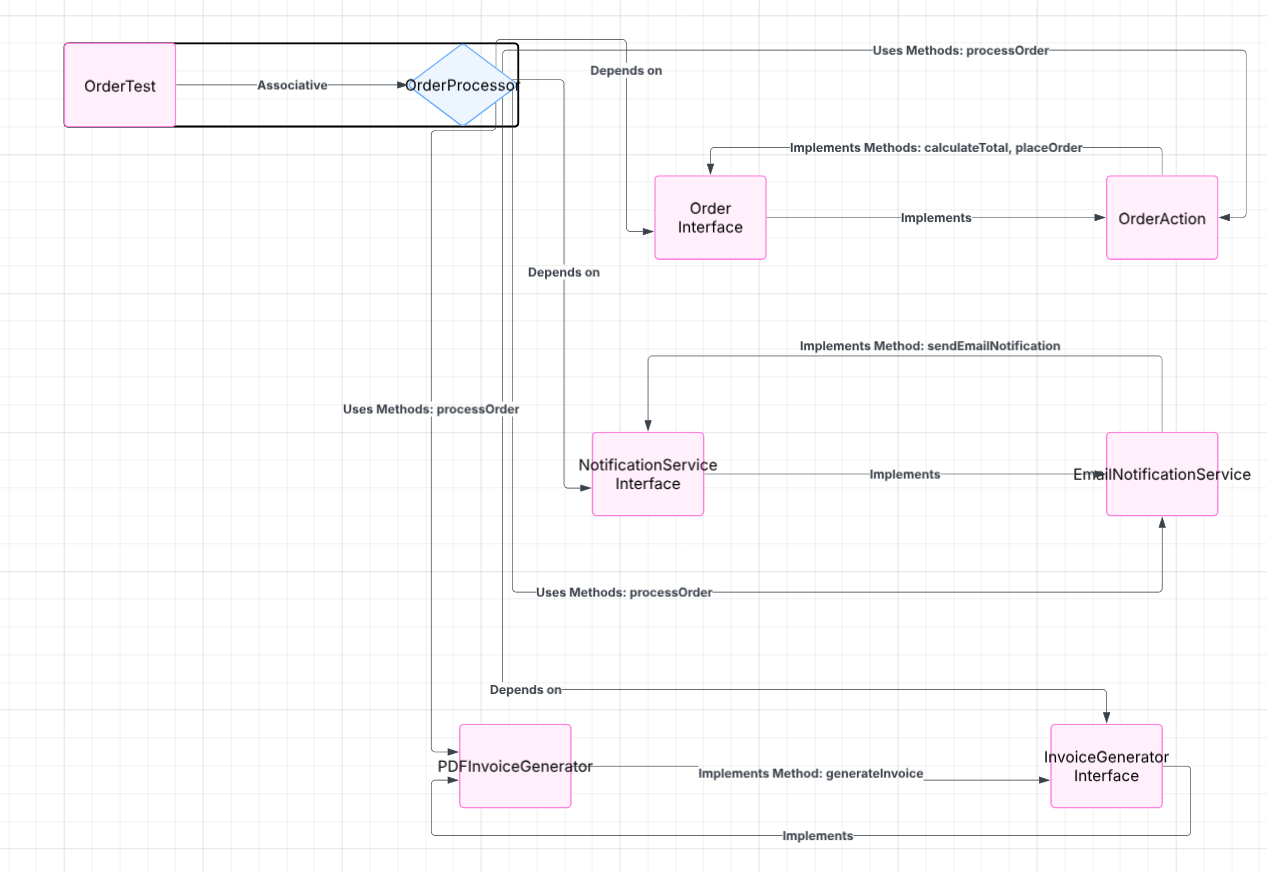 Uses Methods: processOrder
Depends on
OrderTest
Associative
OrderProcessor
Implements Methods: calculateTotal, placeOrder
Order
Interface
Implements
OrderAction
Depends on
Implements Method: sendEmailNotification
Uses Methods: processOrder
NotificationService
Interface
Implements
EmailNotificationService
Uses Methods: processOrder
Depends on
PDFInvoiceGenerator
Implements Method: generateInvoice
InvoiceGenerator
Interface
Implements